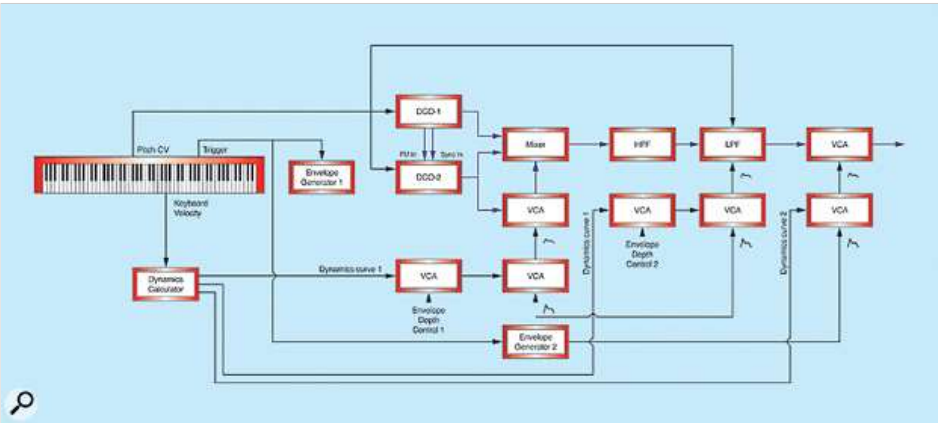 Pitch CV
Trigger
Keyboard
Velocity
Envelope
Generator 1
Dynamics
Calculator
DCO-1
FM In
Sync In
DCO-2
Mixer
HPF
LPF
VCA
VCA
VCA
VCA
VCA
Dynamics curve 1
Dynamics curve 2
Envelope
Depth
Control 2
Dynamics curve 1
VCA
VCA
Envelope
Depth
Control 1
Envelope
Generator 2